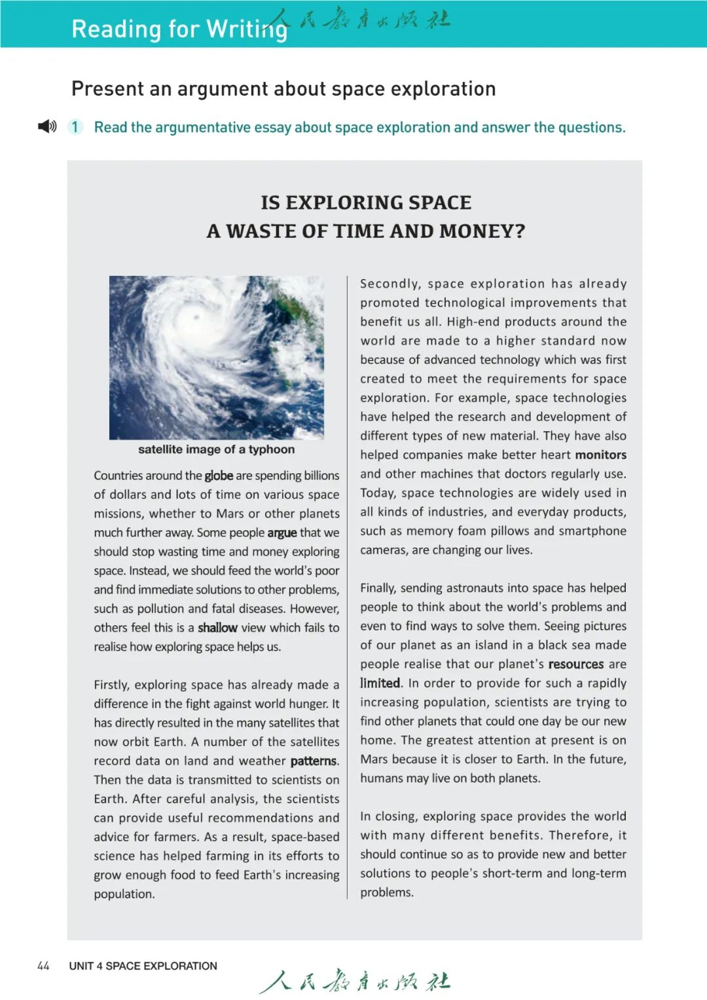 Reading for Writing
人民教育出版社
Present an argument about space exploration
1 Read the argumentative essay about space exploration and answer the questions.
IS EXPLORING SPACE
A WASTE OF TIME AND MONEY?
satellite image of a typhoon
Countries around the globe are spending billions
of dollars and lots of time on various space
missions, whether to Mars or other planets
much further away. Some people argue that we
should stop wasting time and money exploring
space. Instead, we should feed the world's poor
and find immediate solutions to other problems,
such as pollution and fatal diseases. However,
others feel this is a shallow view which fails to
realise how exploring space helps us.
Firstly, exploring space has already made a
difference in the fight against world hunger. It
has directly resulted in the many satellites that
now orbit Earth. A number of the satellites
record data on land and weather patterns.
Then the data is transmitted to scientists on
Earth. After careful analysis, the scientists
can provide useful recommendations and
advice for farmers. As a result, space-based
science has helped farming in its efforts to
grow enough food to feed Earth's increasing
population.
Secondly, space exploration has already
promoted technological improvements that
benefit us all. High-end products around the
world are made to a higher standard now
because of advanced technology which was first
created to meet the requirements for space
exploration. For example, space technologies
have helped the research and development of
different types of new material. They have also
helped companies make better heart monitors
and other machines that doctors regularly use.
Today, space technologies are widely used in
all kinds of industries, and everyday products,
such as memory foam pillows and smartphone
cameras, are changing our lives.
Finally, sending astronauts into space has helped
people to think about the world's problems and
even to find ways to solve them. Seeing pictures
of our planet as an island in a black sea made
people realise that our planet's resources are
limited. In order to provide for such a rapidly
increasing population, scientists are trying to
find other planets that could one day be our new
home. The greatest attention at present is on
Mars because it is closer to Earth. In the future,
humans may live on both planets.
In closing, exploring space provides the world
with many different benefits. Therefore, it
should continue so as to provide new and better
solutions to people's short-term and long-term
problems.
44 UNIT 4 SPACE EXPLORATION
人民教育出版社